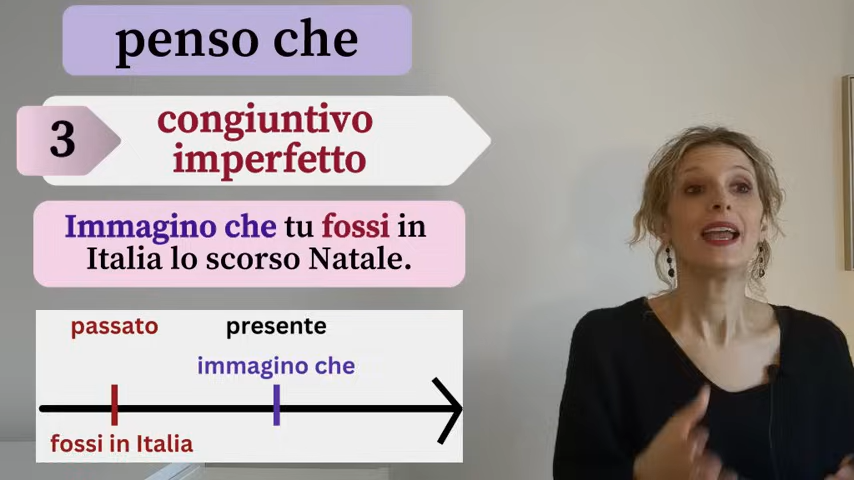 penso che
3
congiuntivo
imperfetto
Immagino che tu fossi in
Italia lo scorso Natale.
passato presente
immagino che
fossi in Italia